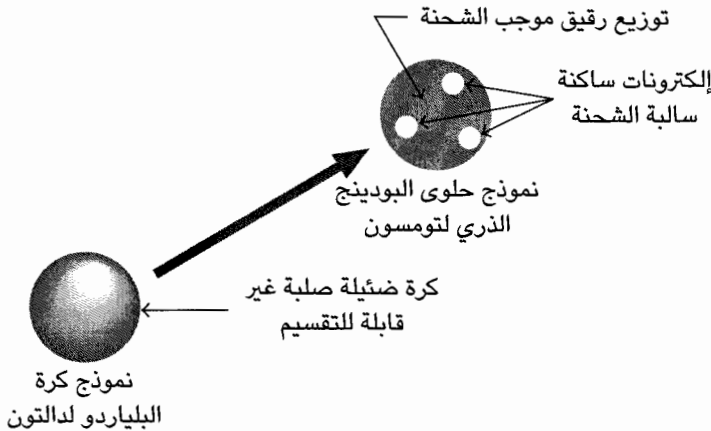 توزيع رقيق موجب الشحنة
إلكترونات ساكنة
سالبة الشحنة
نموذج حلوى البودينج
الذري لتومسون
كرة ضئيلة صلبة غير
قابلة للتقسيم
نموذج كرة
البلياردو لدالتون